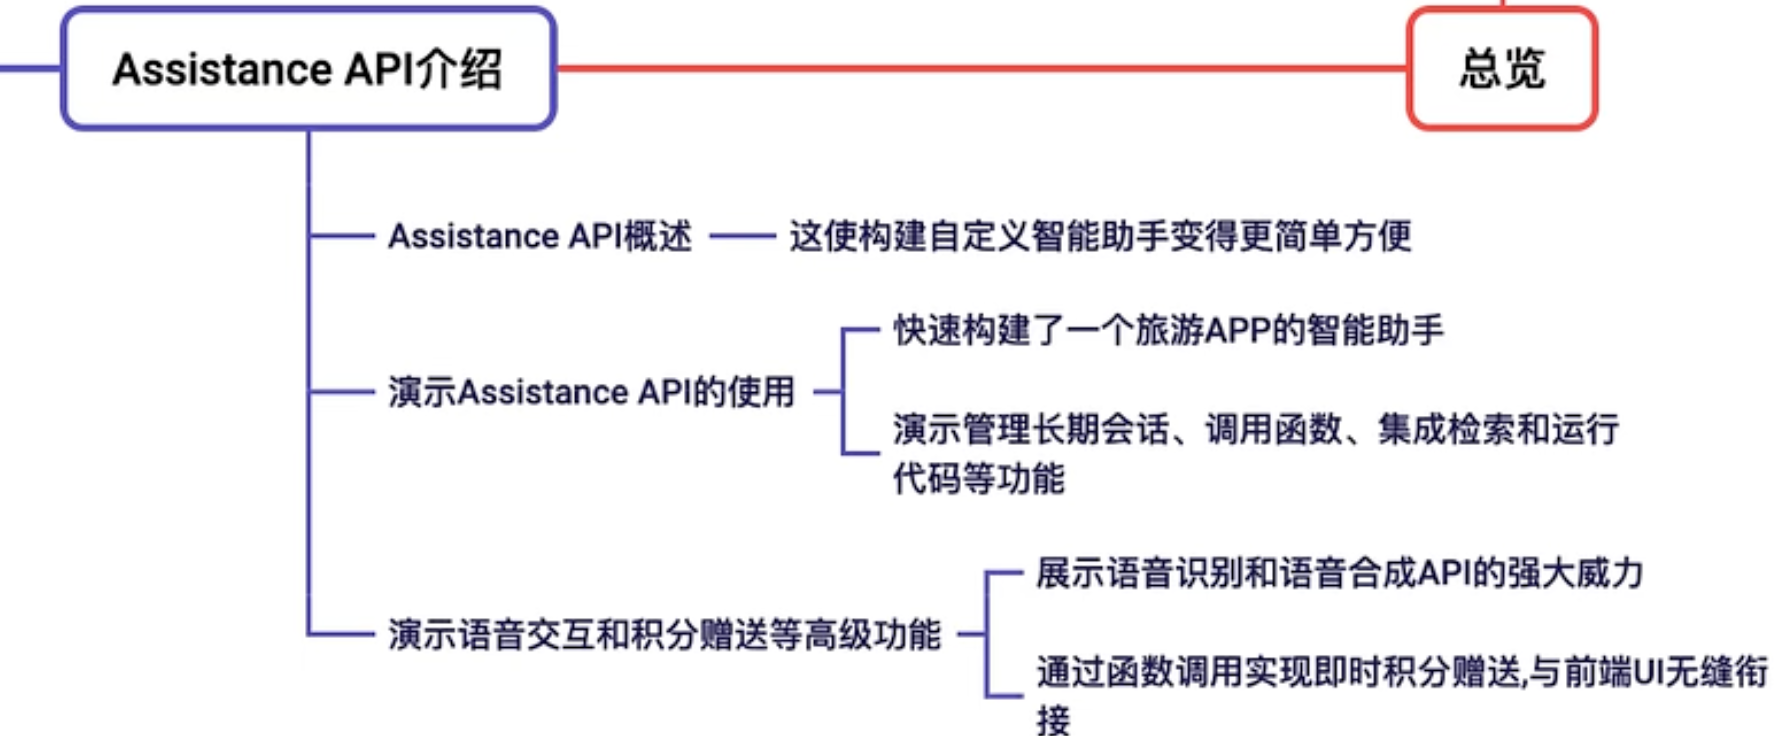 Assistance API介绍
总览
Assistance API概述
这使构建自定义智能助手变得更简单方便
演示Assistance API的使用
快速构建了一个旅游APP的智能助手
演示管理长期会话、调用函数、集成检索和运行
代码等功能
演示语音交互和积分赠送等高级功能
展示语音识别和语音合成API的强大威力
通过函数调用实现即时积分赠送,与前端UI无缝衔
接